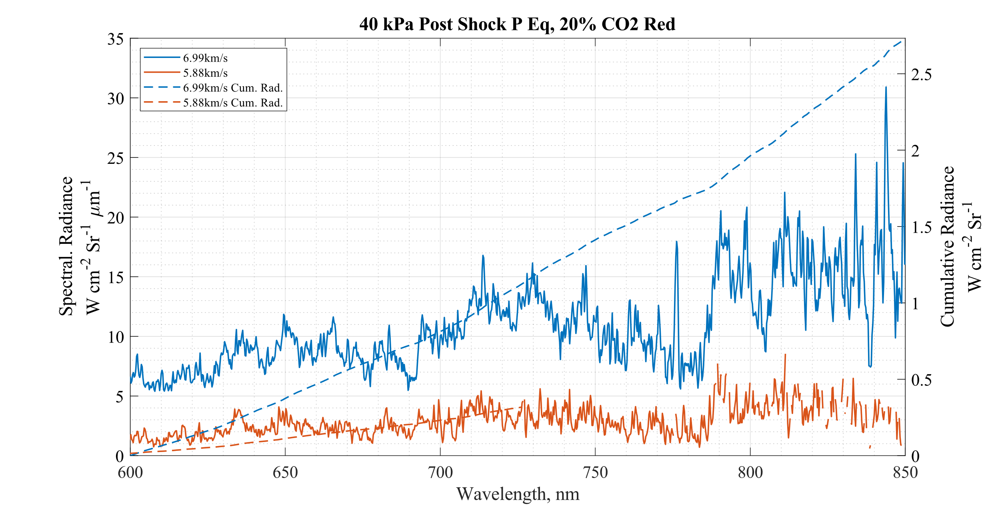 40 kPa Post Shock P Eq, 20% CO2 Red
35
30
25
20
15
10
5
0
6.99km/s
5.88km/s
6.99km/s Cum. Rad.
5.88km/s Cum. Rad.
Spectral. Radiance
W cm-2 Sr-1 μm-1
2.5
2
1.5
1
0.5
0
Cumulative Radiance
W cm-2 Sr-1
600
650
700
750
800
850
Wavelength, nm